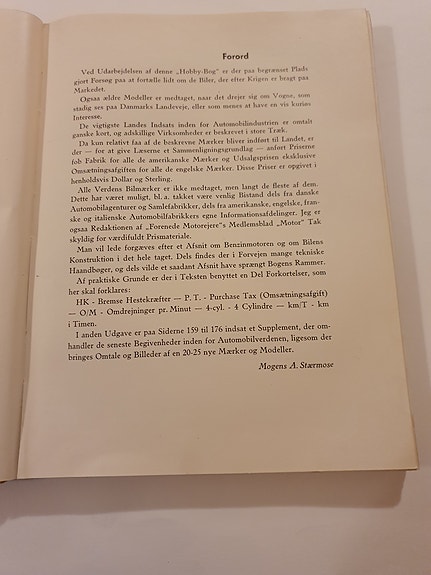 Forord
Ved Udarbejdelsen af denne „Hobby-Bog" er der paa begrænset Plads
gjort Forsøg paa at fortælle lidt om de Biler, der efter Krigen er bragt paa
Markedet.
Ogsaa ældre Modeller er medtaget, naar det drejer sig om Vogne, som
stadig ses paa Danmarks Landeveje, eller som menes at have en vis kuriøs
Interesse.
De vigtigste Landes Indsats inden for Automobilindustrien er omtalt
ganske kort, og adskillige Virksomheder er beskrevet i store Træk.
Da kun relativt faa af de beskrevne Mærker bliver indført til Landet, er
der — for at give Læserne et Sammenligningsgrundlag — anført Priserne
fob Fabrik for alle de amerikanske Mærker og Udsalgsprisen eksklusive
Omsætningsafgiften for alle de engelske Mærker. Disse Priser er opgivet i
henholdsvis Dollar og Sterling.
Alle Verdens Bilmærker er ikke medtaget, men langt de fleste af dem.
Dette har været muligt, bl. a. takket være venlig Bistand dels fra danske
Automobilagenturer og Samlefabrikker, dels fra amerikanske, engelske, fran-
ske og italienske Automobilfabrikkers egne Informationsafdelinger. Jeg er
ogsaa Redaktionen af „Forenede Motorejere"s Medlemsblad „Motor" Tak
skyldig for værdifuldt Prismateriale.
Man vil lede forgæves efter et Afsnit om Benzinmotoren og om Bilens
Konstruktion i det hele taget. Dels findes der i Forvejen mange tekniske
Haandbøger, og dels vilde et saadant Afsnit have sprængt Bogens Rammer.
Af praktiske Grunde er der i Teksten benyttet en Del Forkortelser, som
her skal forklares:
HK - Bremse Hestekræfter — P. T. - Purchase Tax (Omsætningsafgift)
— O/M - Omdrejninger pr. Minut — 4-cyl. - 4 Cylindre — km/T - km
i Timen.
I anden Udgave er paa Siderne 159 til 176 indsat et Supplement, der om-
handler de seneste Begivenheder inden for Automobilverdenen, ligesom der
bringes Omtale og Billeder af en 20-25 nye Mærker og Modeller.
Mogens A. Stærmose